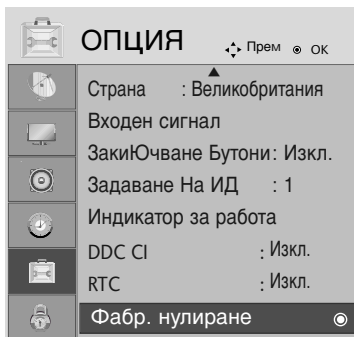 ОПЦИЯ Прем ОК
Страна : Великобритания
Входен сигнал
ЗакиЮчване Бутони: Изкл.
Задаване На ИД : 1
Индикатор за работа
DDC CI : Изкл.
RTC : Изкл.
Фабр. нулиране